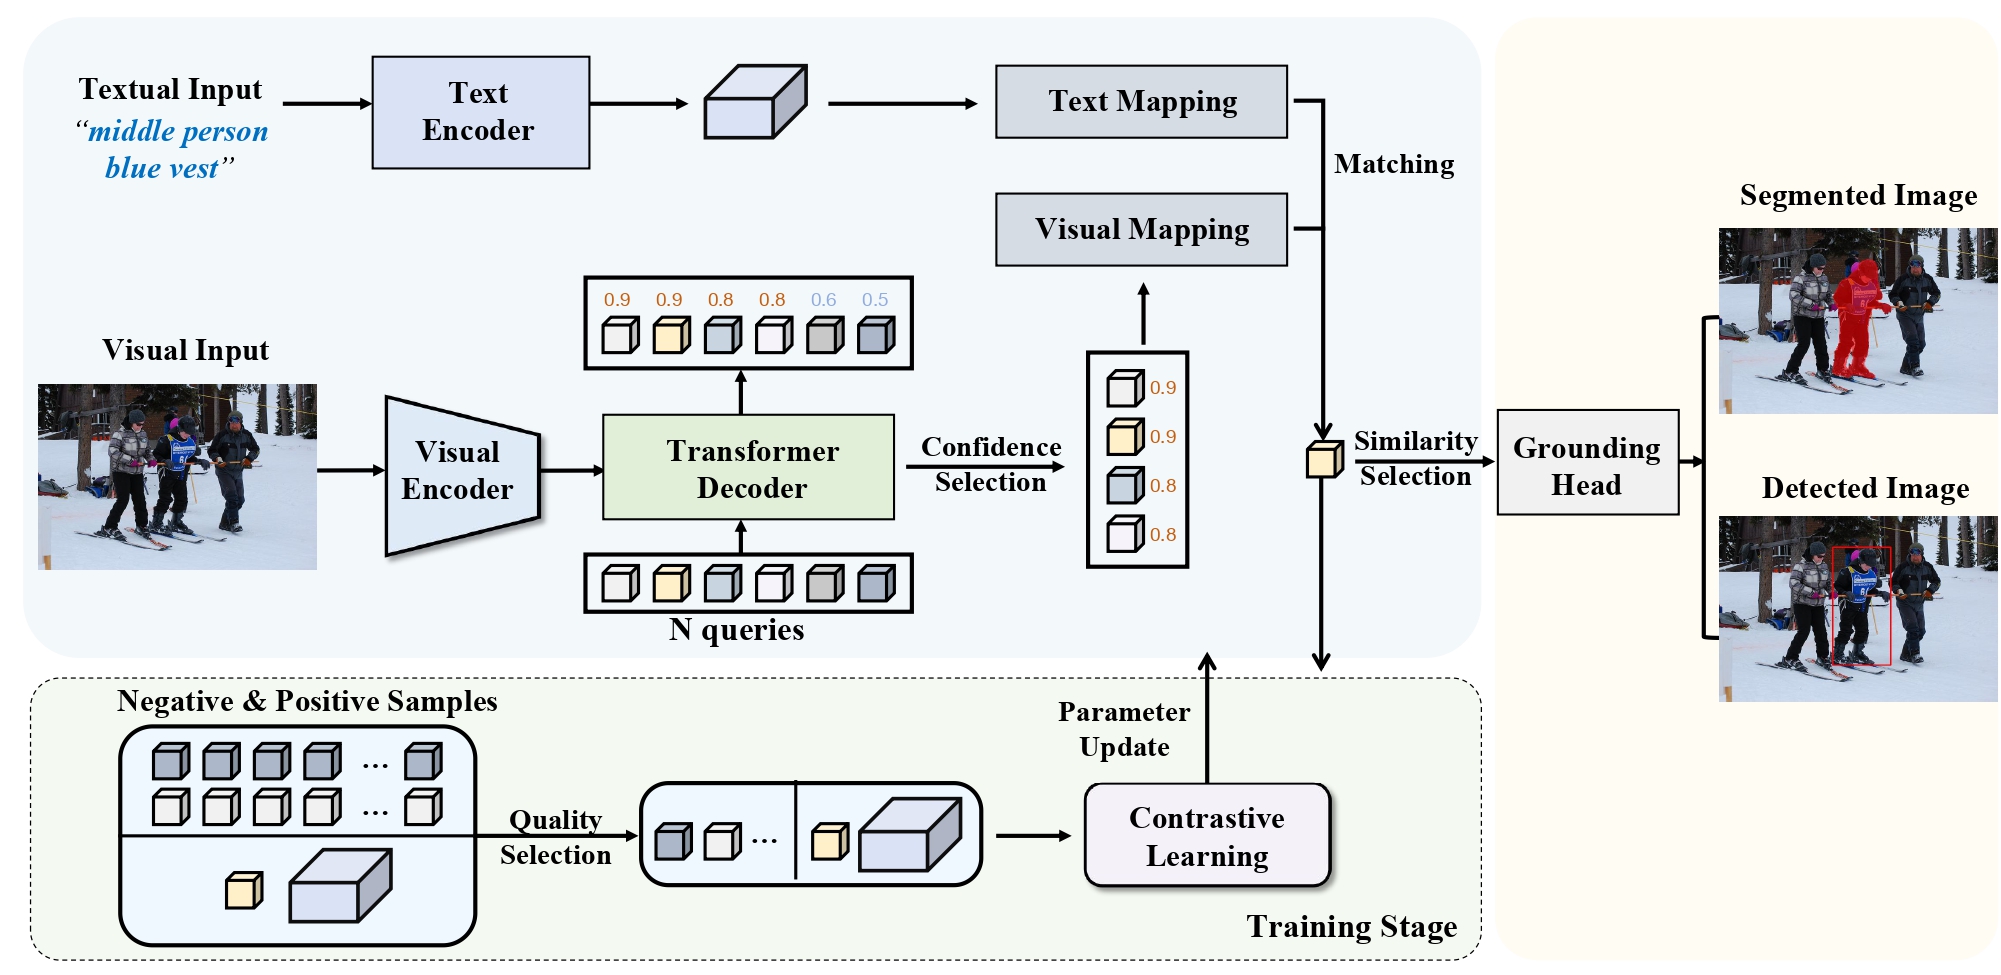 Textual Input
“middle person
blue vest”
Text
Encoder
Text Mapping
Matching
Visual Mapping
0.9 0.9 0.8 0.8 0.6 0.5
Visual Input
Visual
Encoder
Transformer
Decoder
N queries
Confidence
Selection
0.9
0.9
0.8
0.8
Similarity
Selection
Grounding
Head
Segmented Image
Detected Image
Negative & Positive Samples
...
...
Quality
Selection
...
Contrastive
Learning
Parameter
Update
Training Stage